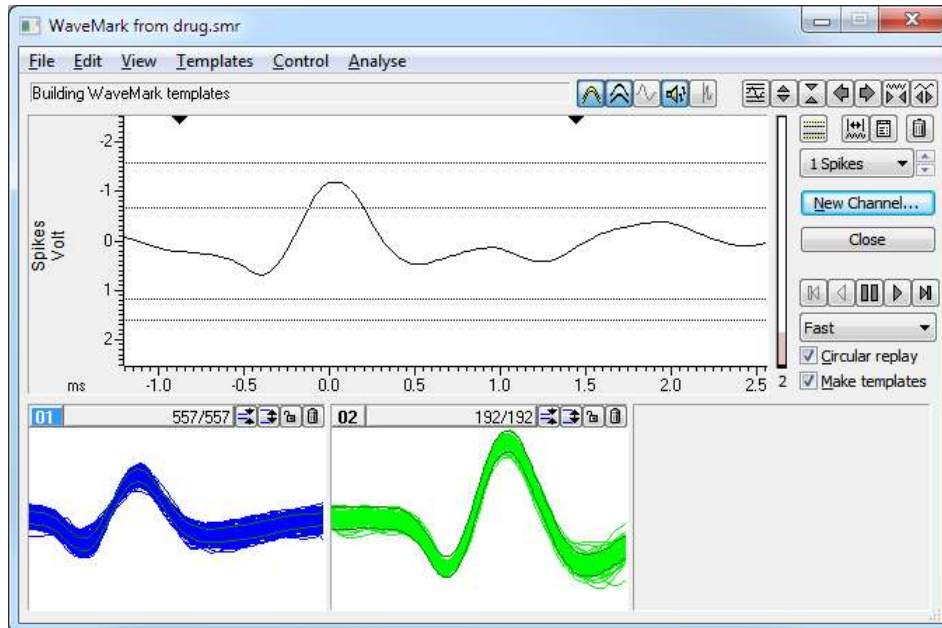 WaveMark from drug.smr
File Edit View Templates Control Analyse
Building WaveMark templates
1 Spikes
New Channel...
Close
Fast
Circular replay
Make templates
Spikes
Volt
-2
-1
0
1
2
ms -1.0 -0.5 0.0 0.5 1.0 1.5 2.0 2.5 2
01 557/557 02 192/192